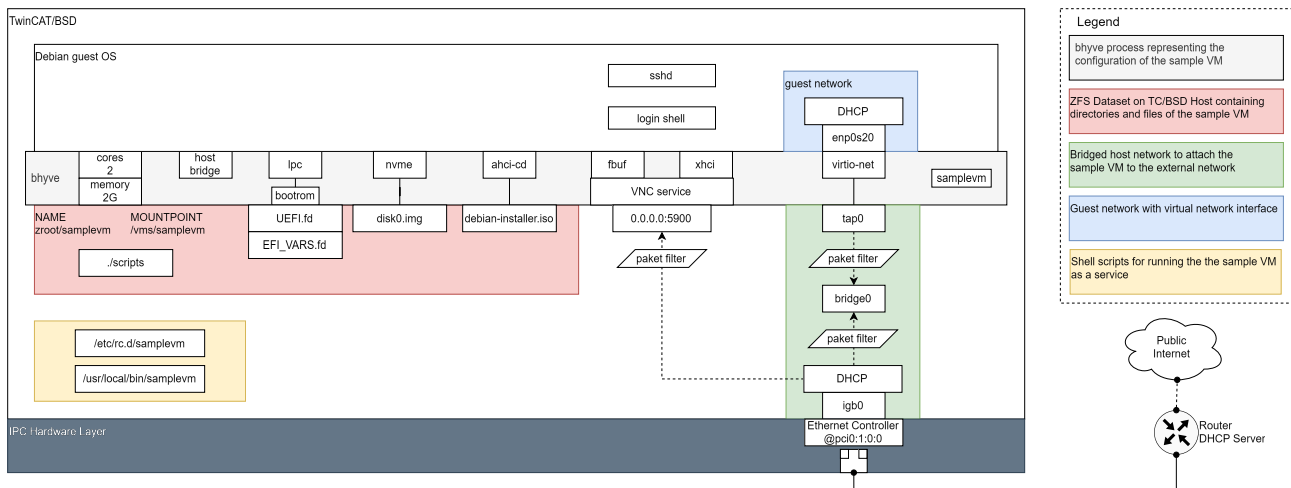 TwinCAT/BSD
Debian guest OS
sshd
login shell
guest network
DHCP
enp0s20
bhyve
cores
2
memory
2G
host
bridge
lpc
bootrom
nvme
ahci-cd
fbuf
xhci
VNC service
virtio-net
samplevm
NAME
zroot/samplevm
MOUNTPOINT
/vms/samplevm
./scripts
UEFI.fd
EFI_VARS.fd
disk0.img
debian-installer.iso
0.0.0.0:5900
paket filter
tap0
paket filter
bridge0
paket filter
DHCP
igb0
/etc/rc.d/samplevm
/usr/local/bin/samplevm
IPC Hardware Layer
Ethernet Controller
@pci0:1:0:0
Legend
bhyve process representing the
configuration of the sample VM
ZFS Dataset on TC/BSD Host containing
directories and files of the sample VM
Bridged host network to attach the
sample VM to the external network
Guest network with virtual network interface
Shell scripts for running the the sample VM
as a service
Public
Internet
Router
DHCP Server